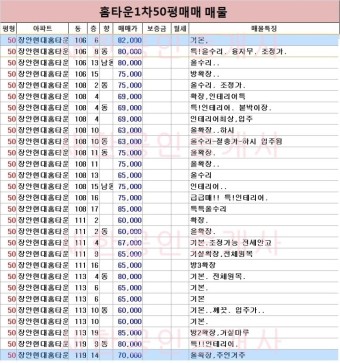 홈타운1차50평매매 매물
평형 아파트 동 층 향 매매가 보증금 월세 매물특징
50 장안현대홈타운 106 6 82,000 기본.
50 장안현대홈타운 106 8 동 80,000 특!올수리. 융자무. 조정가.
50 장안현대홈타운 106 13 남동 80,000 올수리.
50 장안현대홈타운 106 15 75,000 방확장..
50 장안현대홈타운 108 2 동 75,000 올수리. 조정가.
50 장안현대홈타운 108 4 69,000 확장.인테리어특
50 장안현대홈타운 108 4 동 69,000 특!인테리어. 붙박이장.
50 장안현대홈타운 108 4 69,000 인테리어최상.입주
50 장안현대홈타운 108 10 63,000 올확장..하시
50 장안현대홈타운 108 10 동 63,000 올수리-절충가-하시 입주됨
50 장안현대홈타운 108 11 동 75,000 올확장.
50 장안현대홈타운 108 11 75,000 올확장..
50 장안현대홈타운 108 13 65,000 올수리
50 장안현대홈타운 108 15 남동 75,000 인테리어..
50 장안현대홈타운 108 16 75,000 급급매!! 특!인테리어.
50 장안현대홈타운 108 17 85,000 특특올수리
50 장안현대홈타운 111 2 60,000 확장.
50 장안현대홈타운 111 2 동 60,000 올확장.
50 장안현대홈타운 111 4 67,000 기본.조정가능 전세안고
50 장안현대홈타운 111 9 65,000 거실확장,전세원목
50 장안현대홈타운 111 16 65,000 방3확장
50 장안현대홈타운 113 4 동 60,000 기본. 전세원목.
50 장안현대홈타운 113 6 65,000 기본
50 장안현대홈타운 113 6 65,000 기본
50 장안현대홈타운 113 10 동 60,000 기본..깨끗. 입주가..
50 장안현대홈타운 113 10 60,000 기본.
50 장안현대홈타운 113 19 85,000 방2확장,거실마루
50 장안현대홈타운 119 9 동 80,000 특!!인테리어.
50 장안현대홈타운 119 14 70,000 올확장,주인거주